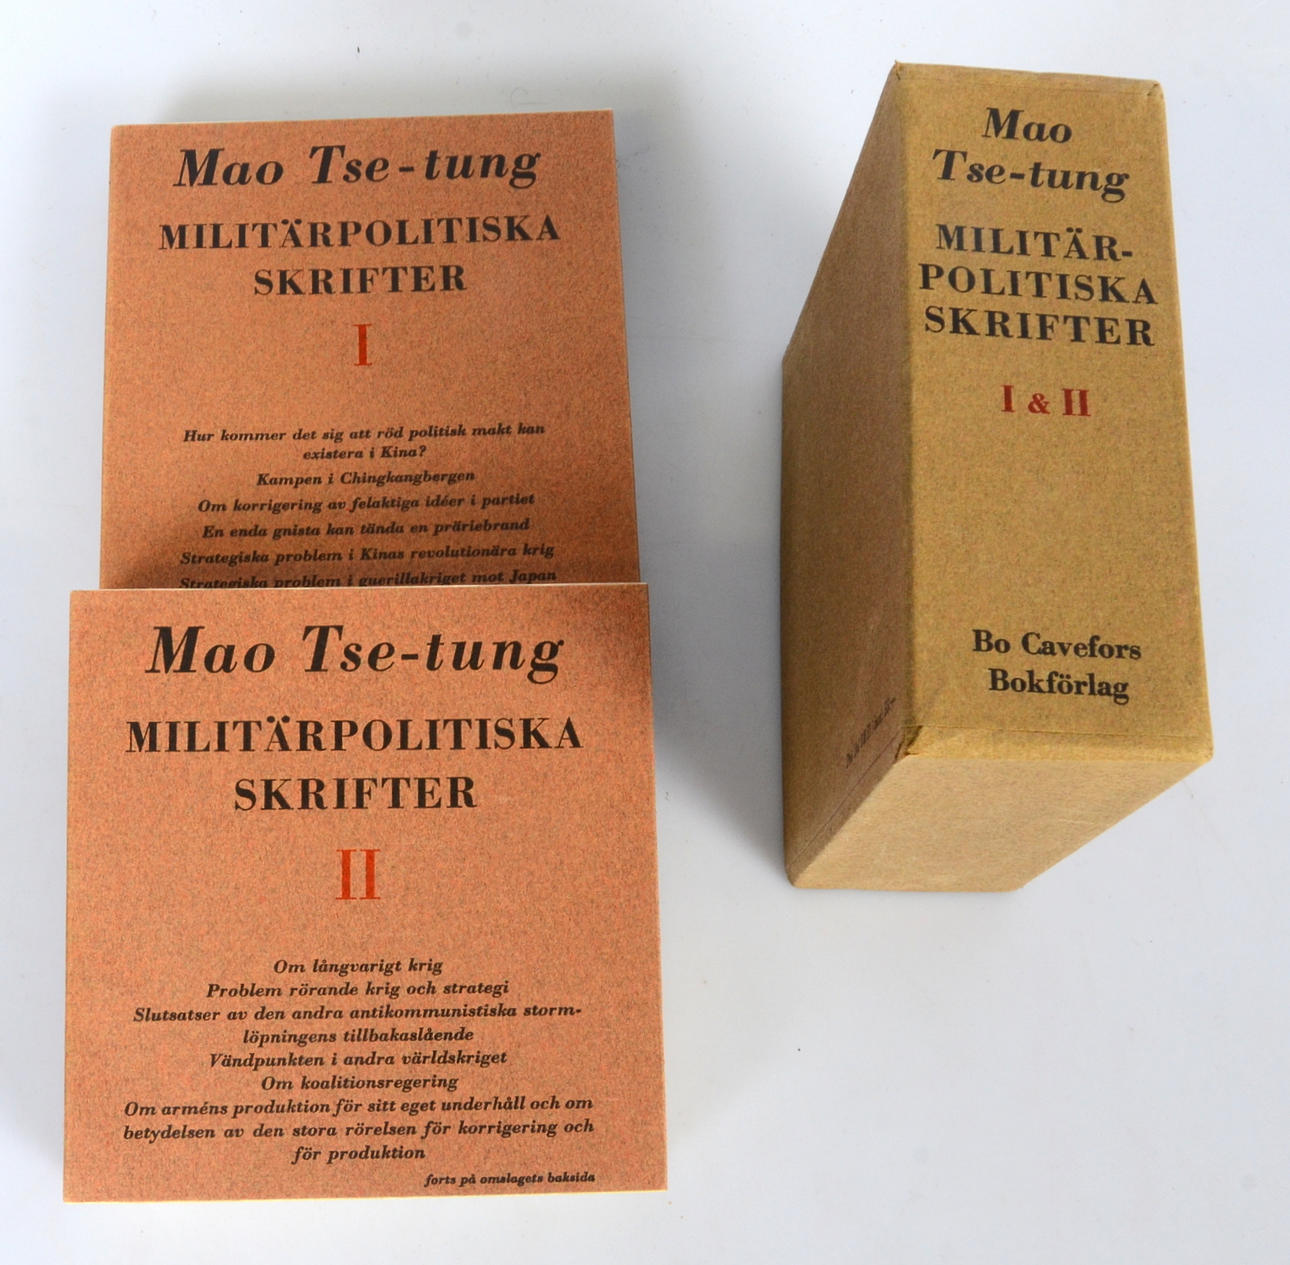 Mao Tse-tung
MILITÄRPOLITISKA
SKRIFTER
I
Hur kommer det sig att röd politisk makt kan
existera i Kina?
Kampen i Chingkangbergen
Om korrigering av felaktiga idéer i partiet
En enda gnista kan tända en präriebrand
Strategiska problem i Kinas revolutionära krig
Strategiska problem i guerillakriget mot Japan
Mao Tse-tung
MILITÄRPOLITISKA
SKRIFTER
II
Om långvarigt krig
Problem rörande krig och strategi
Slutsatser av den andra antikommunistiska storm-
löpningens tillbakaslående
Vändpunkten i andra världskriget
Om koalitionsregering
Om arméns produktion för sitt eget underhåll och om
betydelsen av den stora rörelsen för korrigering och
för produktion
forts på omslagets baksida
Mao
Tse-tung
MILITÄR-
POLITISKA
SKRIFTER
I & II
Bo Cavefors
Bokförlag